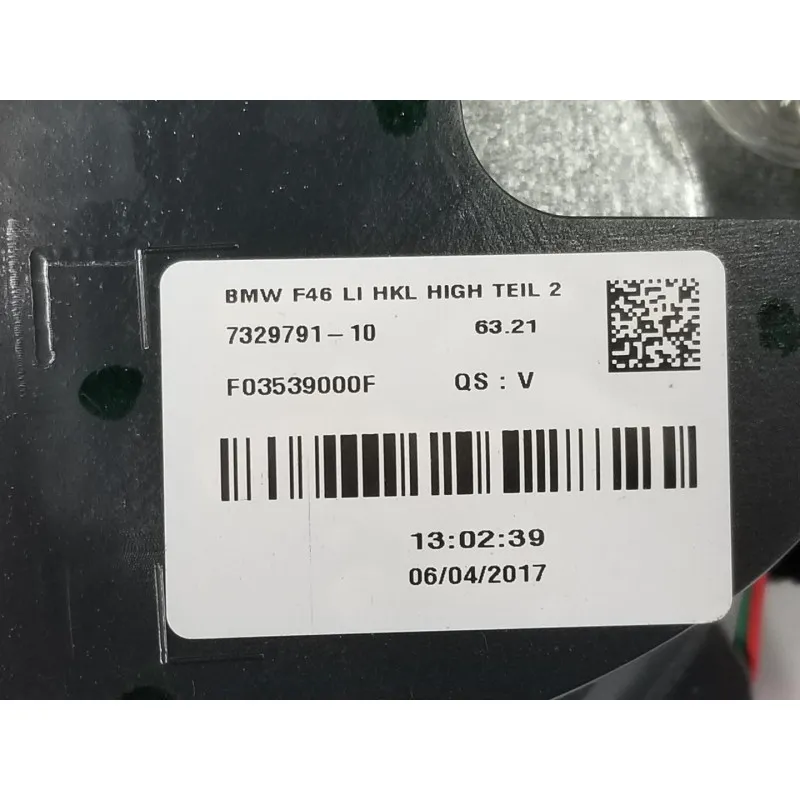 BMW F46 LI HKL HIGH TEIL 2
7329791-10 63.21
F03539000F QS : V
13:02:39
06/04/2017